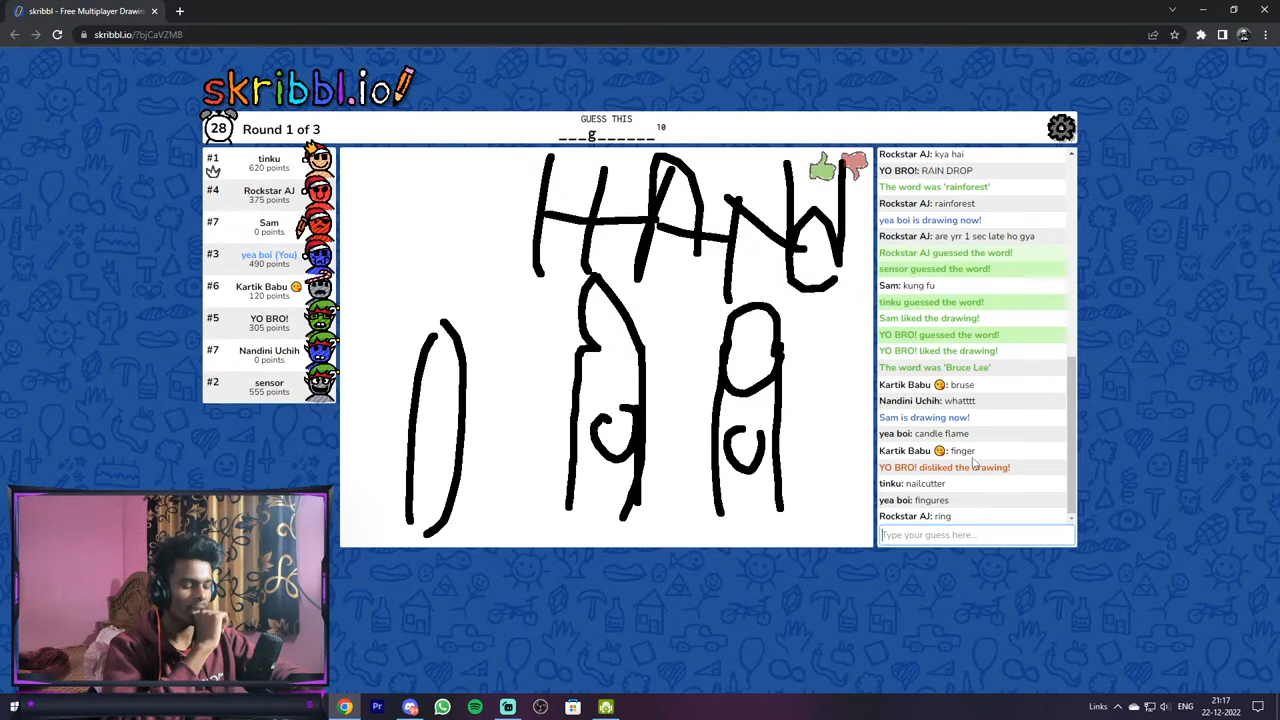 skribbl - Free Multiplayer Drawin
skribbl.io/?bjCaVZMB
skribbl.io
28
Round 1 of 3
GUESS THIS
___g______ 10
#1 tinku
620 points
#4 Rockstar AJ
375 points
#7 Sam
0 points
#3 yea boi (You)
490 points
#6 Kartik Babu 😋
120 points
#5 YO BRO!
305 points
#7 Nandini Uchih
0 points
#2 sensor
555 points
HAND
Rockstar AJ: kya hai
YO BRO!: RAIN DROP
The word was 'rainforest'
Rockstar AJ: rainforest
yea boi is drawing now!
Rockstar AJ: are yrr 1 sec late ho gya
Rockstar AJ guessed the word!
sensor guessed the word!
Sam: kung fu
tinku guessed the word!
Sam liked the drawing!
YO BRO! guessed the word!
YO BRO! liked the drawing!
The word was 'Bruce Lee'
Kartik Babu 😋: bruse
Nandini Uchih: whatttt
Sam is drawing now!
yea boi: candle flame
Kartik Babu 😋: finger
YO BRO! disliked the drawing!
tinku: nailcutter
yea boi: fingures
Rockstar AJ: ring
Type your guess here...
Links
ENG
21:17
22-12-2022